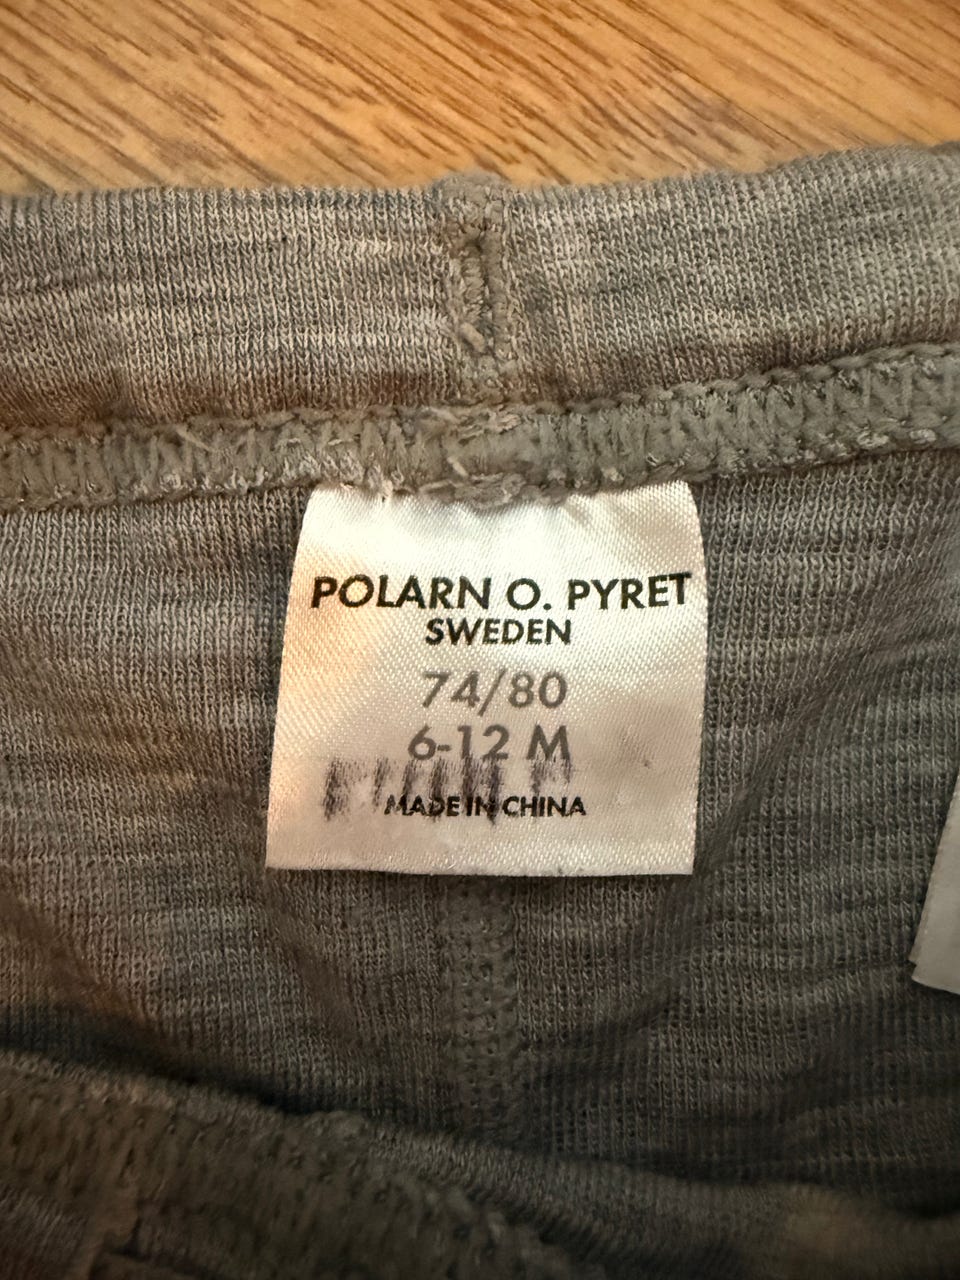 POLARN O. PYRET
SWEDEN
74/80
6-12 M
MADE IN CHINA